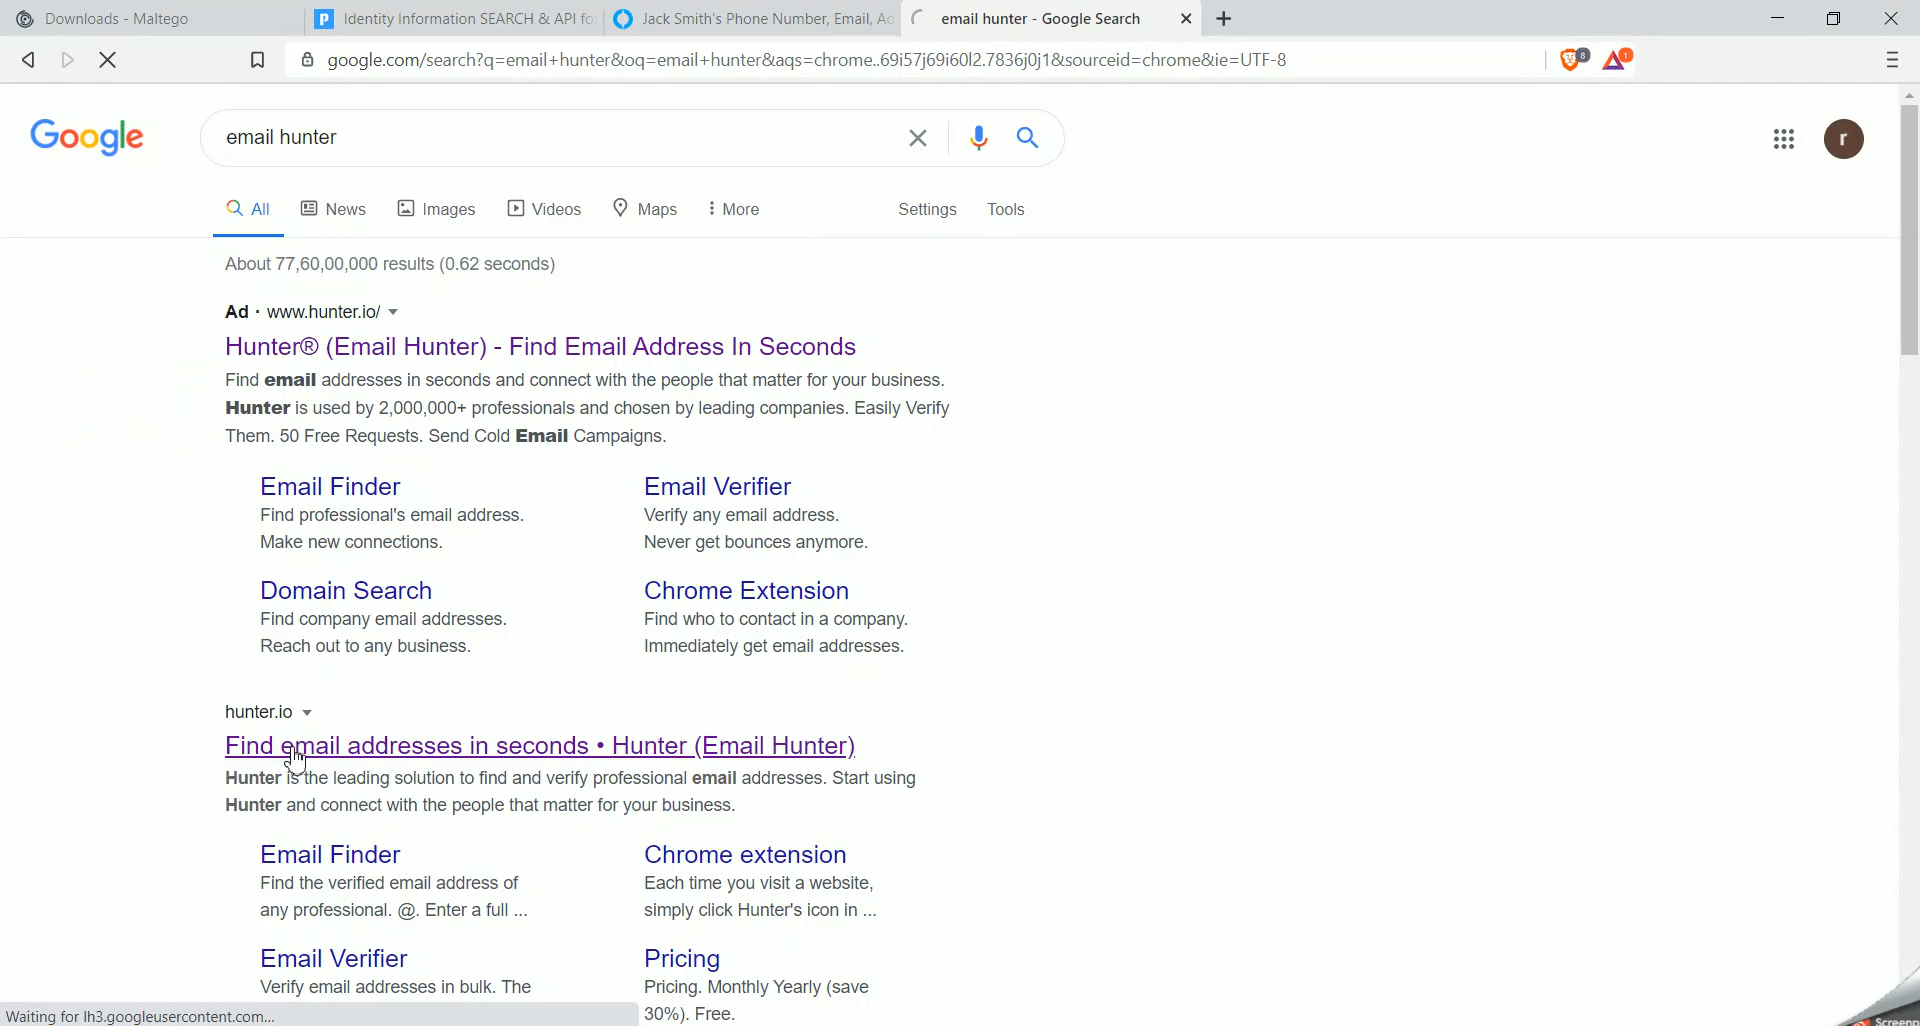 Downloads - Maltego
Identity Information SEARCH & API fo
Jack Smith's Phone Number, Email, Ad
email hunter - Google Search
google.com/search?q=email+hunter&oq=email+hunter&aqs=chrome..69i57j69i60l2.7836j0j1&sourceid=chrome&ie=UTF-8
8
1
Google
email hunter
r
All
News
Images
Videos
Maps
More
Settings
Tools
About 77,60,00,000 results (0.62 seconds)
Ad · www.hunter.io/
Hunter® (Email Hunter) - Find Email Address In Seconds
Find email addresses in seconds and connect with the people that matter for your business.
Hunter is used by 2,000,000+ professionals and chosen by leading companies. Easily Verify
Them. 50 Free Requests. Send Cold Email Campaigns.
Email Finder
Find professional's email address.
Make new connections.
Email Verifier
Verify any email address.
Never get bounces anymore.
Domain Search
Find company email addresses.
Reach out to any business.
Chrome Extension
Find who to contact in a company.
Immediately get email addresses.
hunter.io
Find email addresses in seconds • Hunter (Email Hunter)
Hunter is the leading solution to find and verify professional email addresses. Start using
Hunter and connect with the people that matter for your business.
Email Finder
Find the verified email address of
any professional. @. Enter a full ...
Chrome extension
Each time you visit a website,
simply click Hunter's icon in ...
Email Verifier
Verify email addresses in bulk. The
Pricing
Pricing. Monthly Yearly (save
30%). Free.
Waiting for lh3.googleusercontent.com...